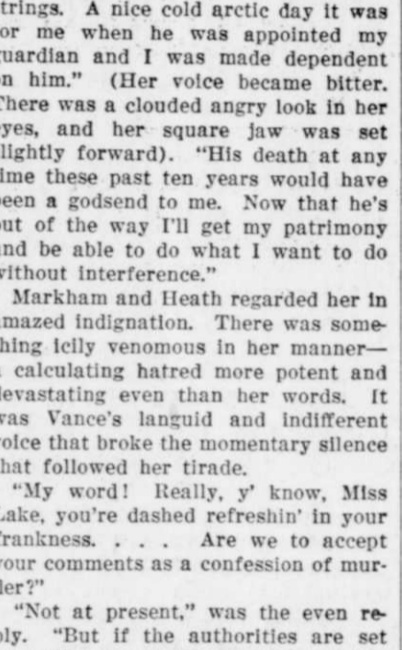 trings. A nice cold arctic day it was
or me when he was appointed my
uardian and I was made dependent
n him." (Her voice became bitter.
There was a clouded angry look in her
yes, and her square jaw was set
lightly forward). "His death at any
ime these past ten years would have
een a godsend to me. Now that he's
out of the way I'll get my patrimony
and be able to do what I want to do
without interference."
Markham and Heath regarded her in
amazed indignation. There was some-
thing icily venomous in her manner—
a calculating hatred more potent and
devastating even than her words. It
was Vance's languid and indifferent
voice that broke the momentary silence
that followed her tirade.
"My word! Really, y' know, Miss
Lake, you're dashed refreshin' in your
frankness. . . . Are we to accept
your comments as a confession of mur-
der?"
"Not at present," was the even re-
ply. "But if the authorities are set